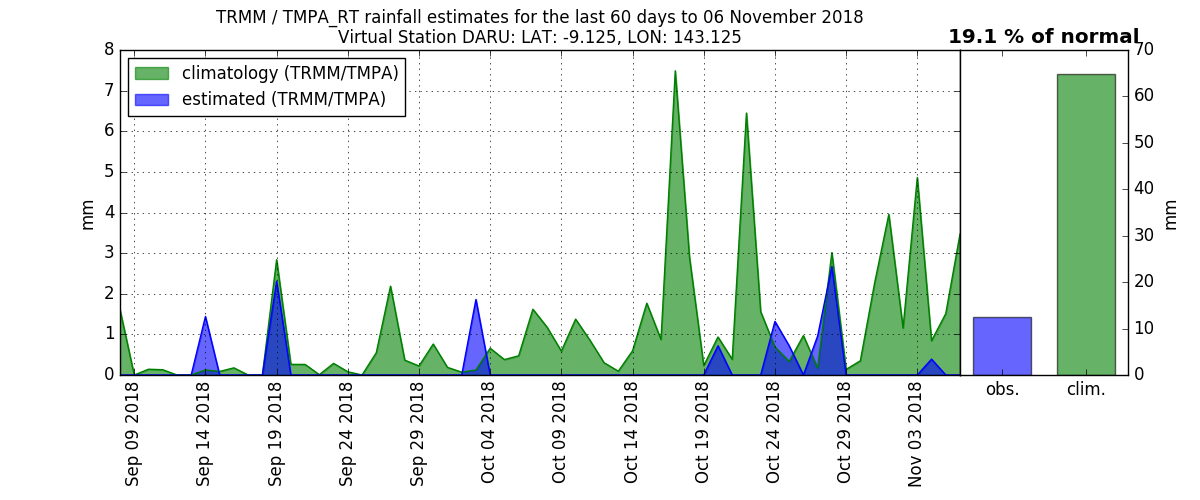 TRMM / TMPA_RT rainfall estimates for the last 60 days to 06 November 2018
Virtual Station DARU: LAT: -9.125, LON: 143.125
19.1 % of normal
climatology (TRMM/TMPA)
estimated (TRMM/TMPA)
8
7
6
5
4
3
2
1
0
mm
Sep 09 2018
Sep 14 2018
Sep 19 2018
Sep 24 2018
Sep 29 2018
Oct 04 2018
Oct 09 2018
Oct 14 2018
Oct 19 2018
Oct 24 2018
Oct 29 2018
Nov 03 2018
70
60
50
40
30
20
10
0
mm
obs.
clim.